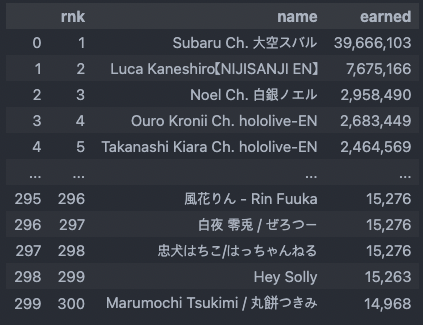 rnk name earned
0 1 Subaru Ch. 大空スバル 39,666,103
1 2 Luca Kaneshiro【NIJISANJI EN】 7,675,166
2 3 Noel Ch. 白銀ノエル 2,958,490
3 4 Ouro Kronii Ch. hololive-EN 2,683,449
4 5 Takanashi Kiara Ch. hololive-EN 2,464,569
... ... ... ...
295 296 風花りん - Rin Fuuka 15,276
296 297 白夜 零兎 / ぜろつー 15,276
297 298 忠犬はちこ/はっちゃんねる 15,276
298 299 Hey Solly 15,263
299 300 Marumochi Tsukimi / 丸餅つきみ 14,968